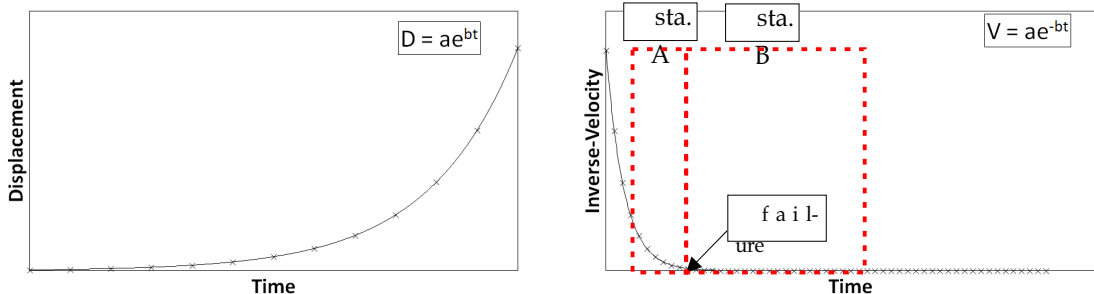 D = ae^bt
Displacement
Time
sta.
A
sta.
B
V = ae^-bt
Inverse-Velocity
f a i l-
ure
Time